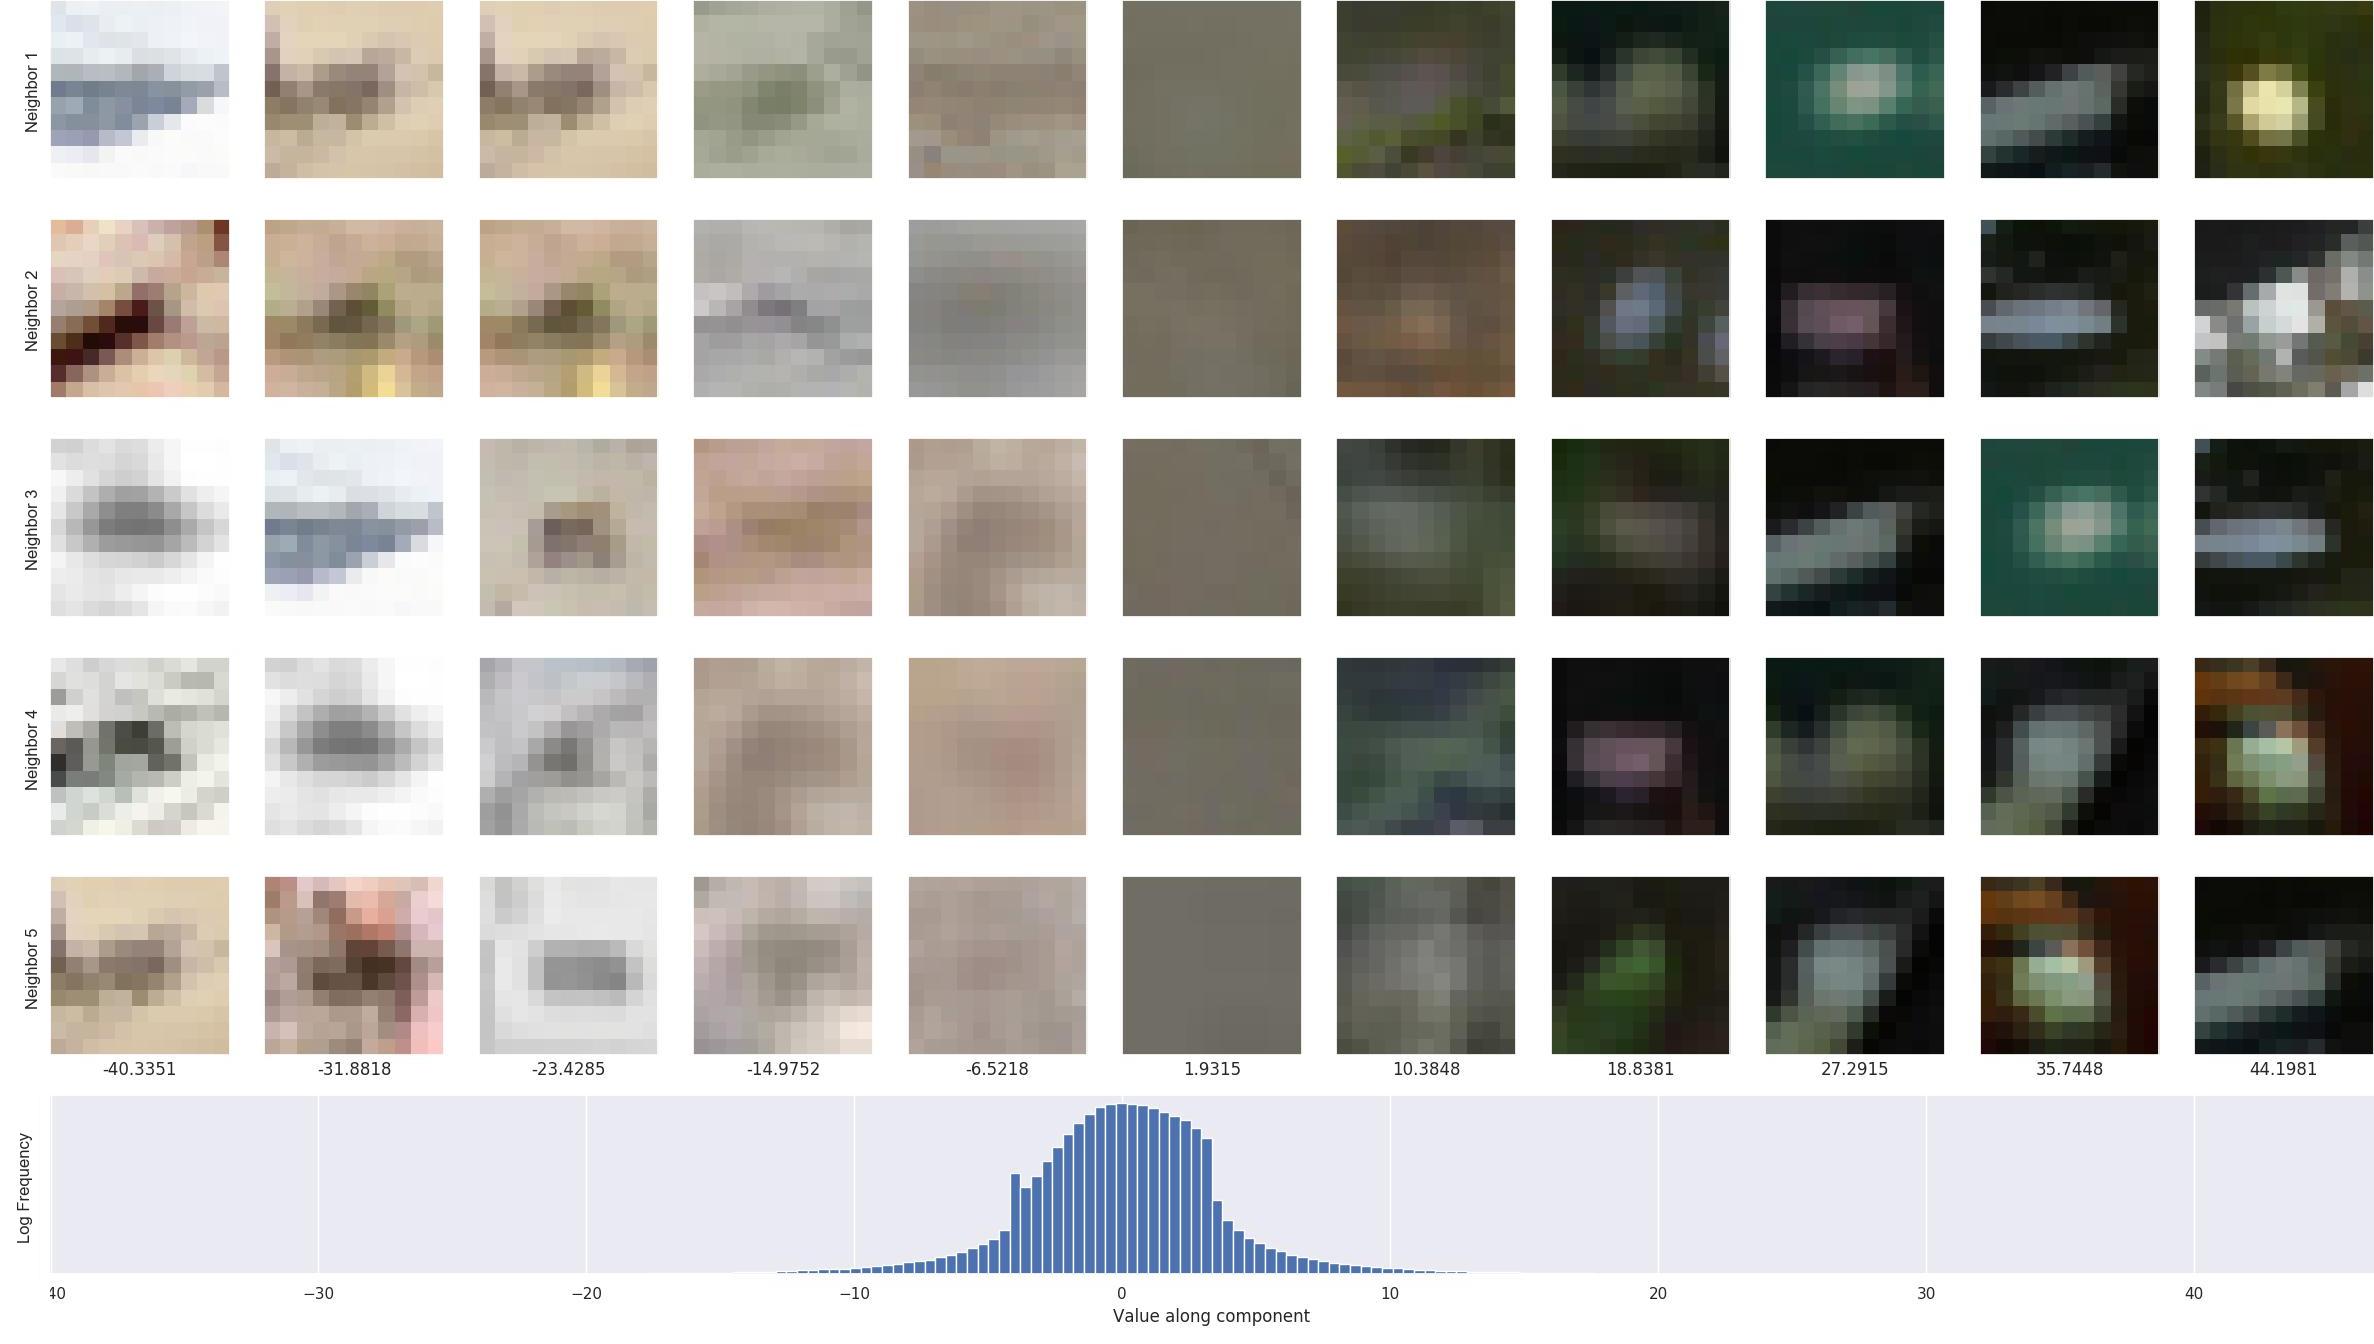 Neighbor 1
Neighbor 2
Neighbor 3
Neighbor 4
Neighbor 5
-40.3351 -31.8818 -23.4285 -14.9752 -6.5218 1.9315 10.3848 18.8381 27.2915 35.7448 44.1981
Log Frequency
40 −30 −20 −10 0 10 20 30 40
Value along component